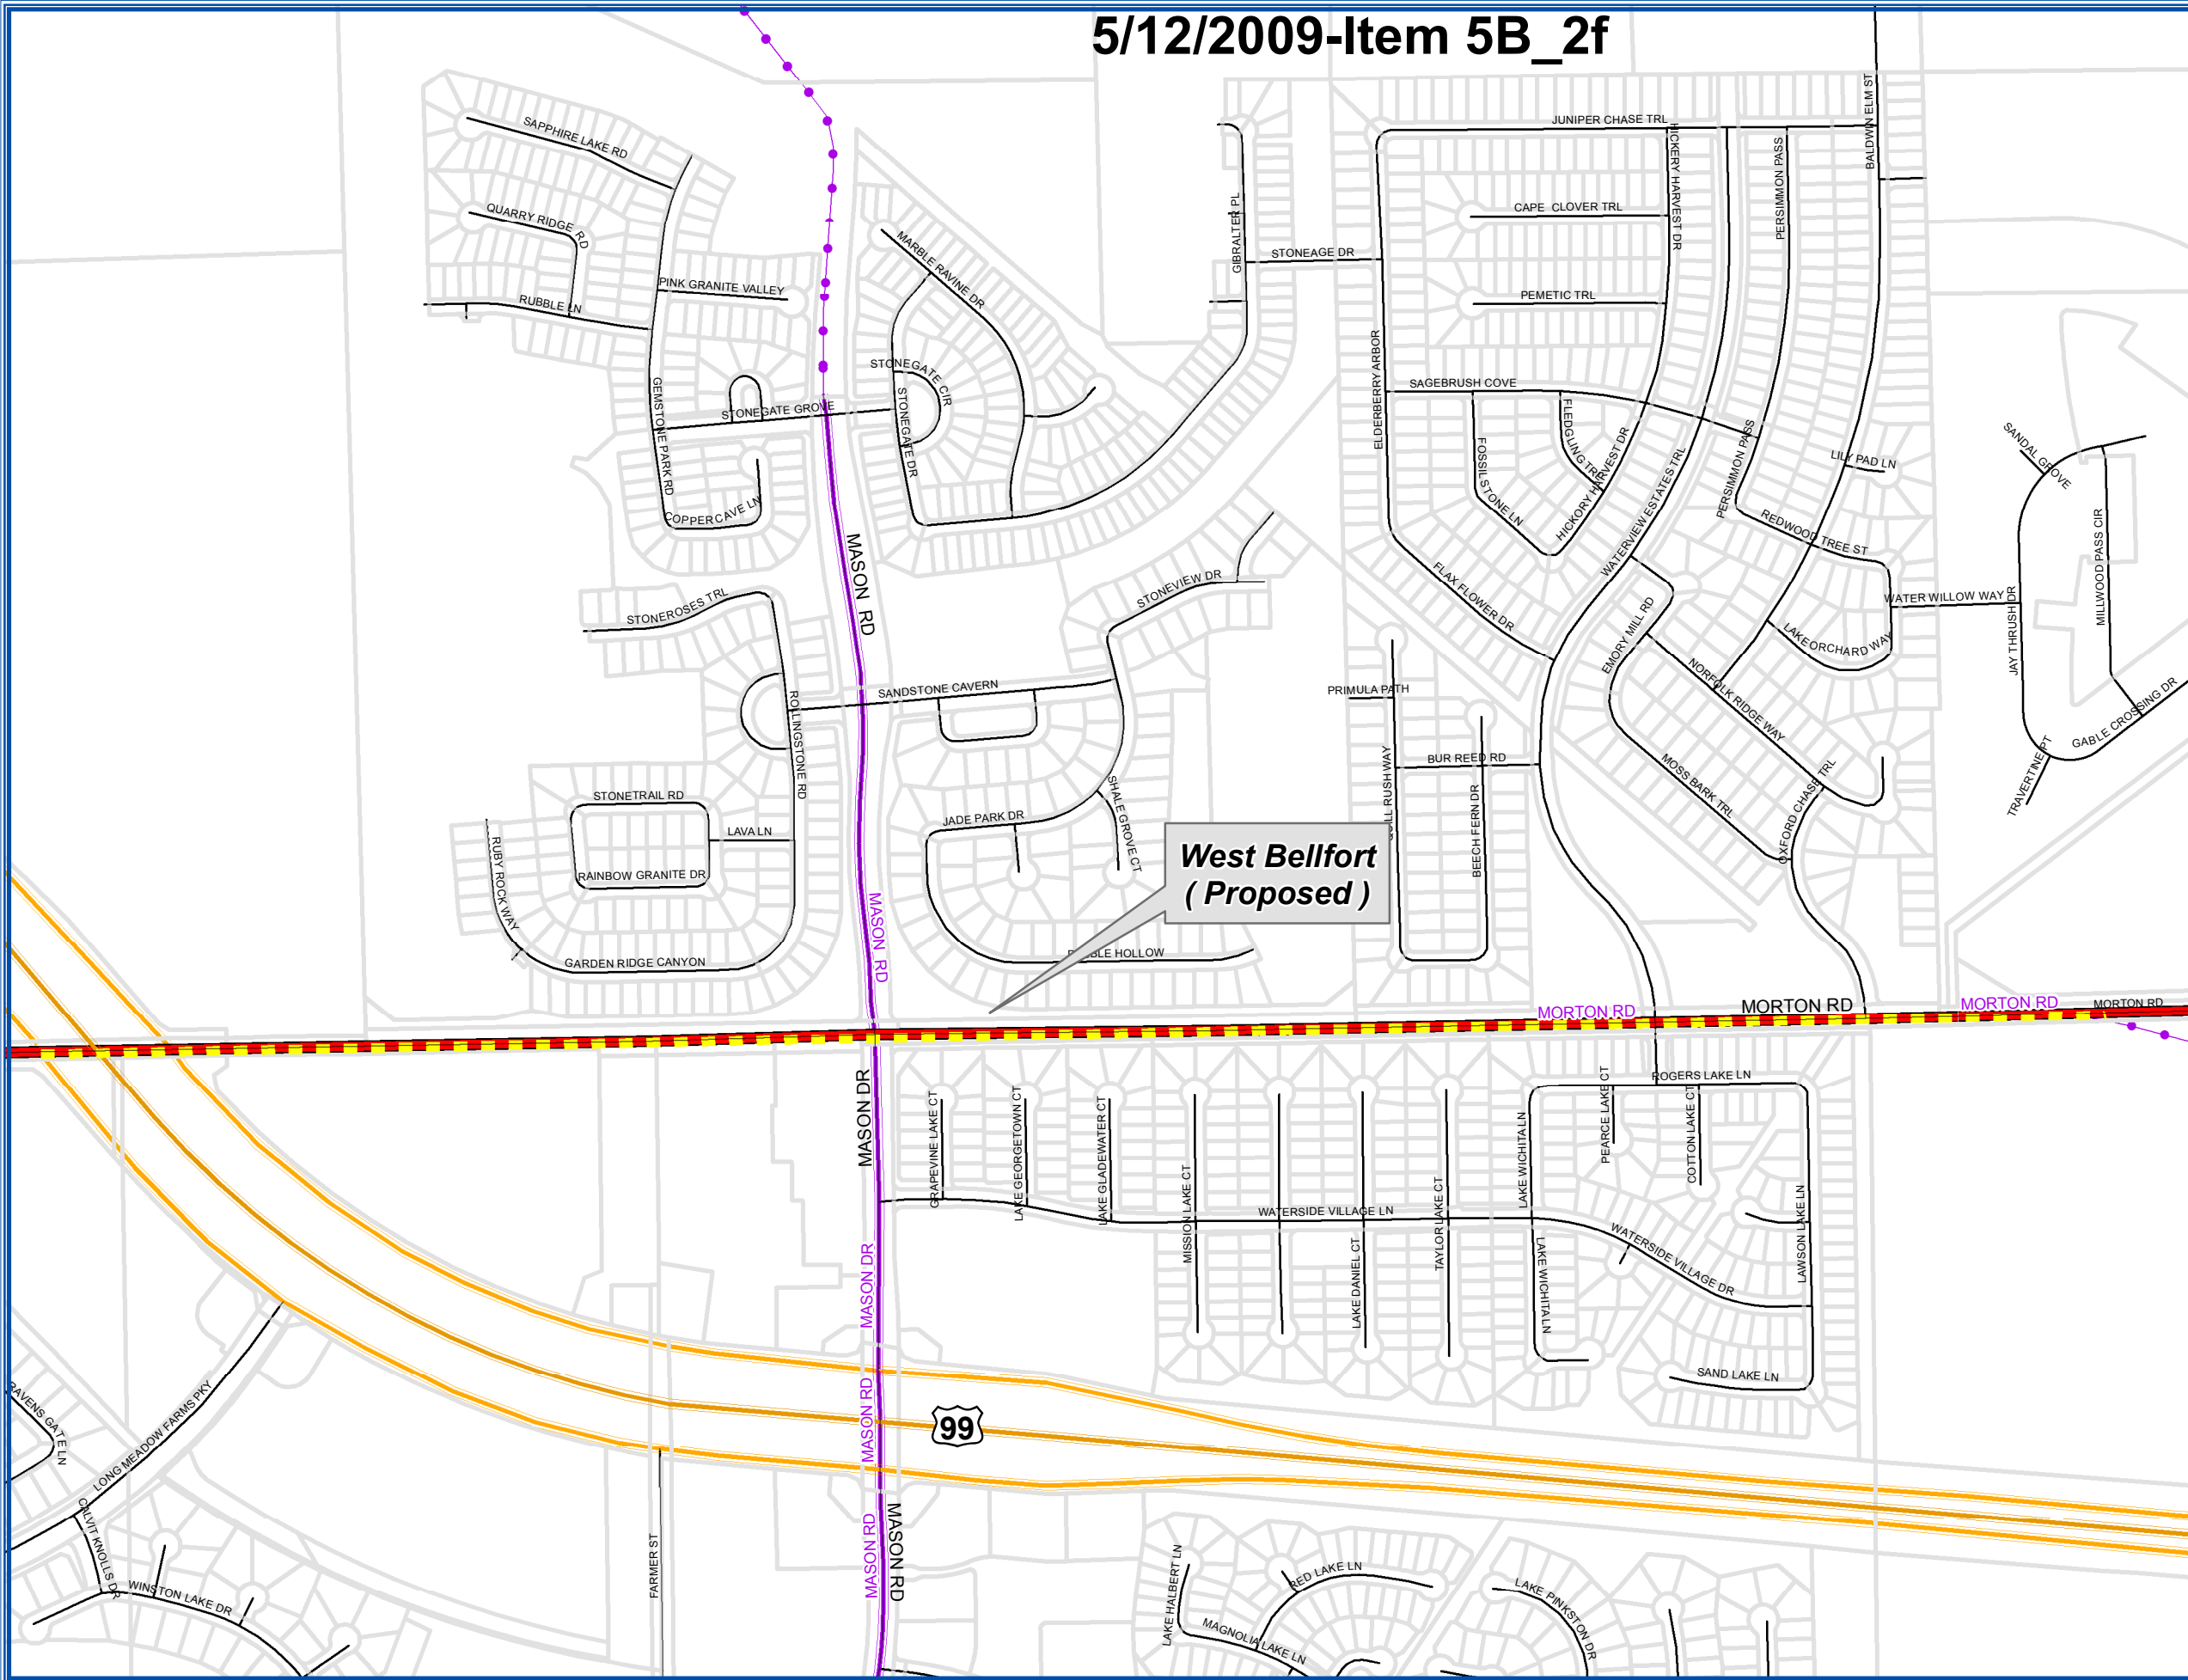 5/12/2009-Item 5B_2f
SAPPHIRE LAKE RD
QUARRY RIDGE RD
RUBBLE LN
PINK GRANITE VALLEY
GEMSTONE PARK RD
STONEGATE GROVE
COPPER CAVE LN
MARBLE RAVINE DR
STONEGATE CIR
STONEGATE DR
GIBRALTER PL
STONEAGE DR
JUNIPER CHASE TRL
HICKERY HARVEST DR
PERSIMMON PASS
BALDWIN ELM ST
CAPE CLOVER TRL
PEMETIC TRL
ELDERBERRY ARBOR
SAGEBRUSH COVE
FLEDGLING TRL
FOSSIL STONE LN
HICKORY HARVEST DR
WATERVIEW ESTATES TRL
PERSIMMON PASS
LILY PAD LN
REDWOOD TREE ST
SANDAL GROVE
MILLWOOD PASS CIR
WATER WILLOW WAY
JAY THRUSH DR
LAKE ORCHARD WAY
GABLE CROSSING DR
TRAVERTINE PT
FLAX FLOWER DR
EMORY MILL RD
NORFOLK RIDGE WAY
MOSS BARK TRL
OXFORD CHASE TRL
MASON RD
STONEROSES TRL
STONEVIEW DR
SANDSTONE CAVERN
ROLLINGSTONE RD
PRIMULA PATH
RUSH WAY
BUR REED RD
BEECH FERN DR
STONETRAIL RD
LAVA LN
RAINBOW GRANITE DR
RUBY ROCK WAY
GARDEN RIDGE CANYON
JADE PARK DR
SHALE GROVE CT
West Bellfort
( Proposed )
HOLLOW
MASON RD
MORTON RD
MORTON RD
MORTON RD
MORTON RD
MASON DR
GRAPEVINE LAKE CT
LAKE GEORGETOWN CT
LAKE GLADEWATER CT
MISSION LAKE CT
WATERSIDE VILLAGE LN
LAKE DANIEL CT
TAYLOR LAKE CT
LAKE WICHITA LN
LAKE WICHITA LN
PEARCE LAKE CT
ROGERS LAKE LN
COTTON LAKE CT
WATERSIDE VILLAGE DR
LAWSON LAKE LN
SAND LAKE LN
MASON DR
MASON RD
99
RAVENS GATE LN
LONG MEADOW FARMS PKY
CALVIT KNOLLS DR
WINSTON LAKE DR
FARMER ST
MASON RD
MASON RD
LAKE HALBERT LN
RED LAKE LN
MAGNOLIA LAKE LN
LAKE PINKSTON DR